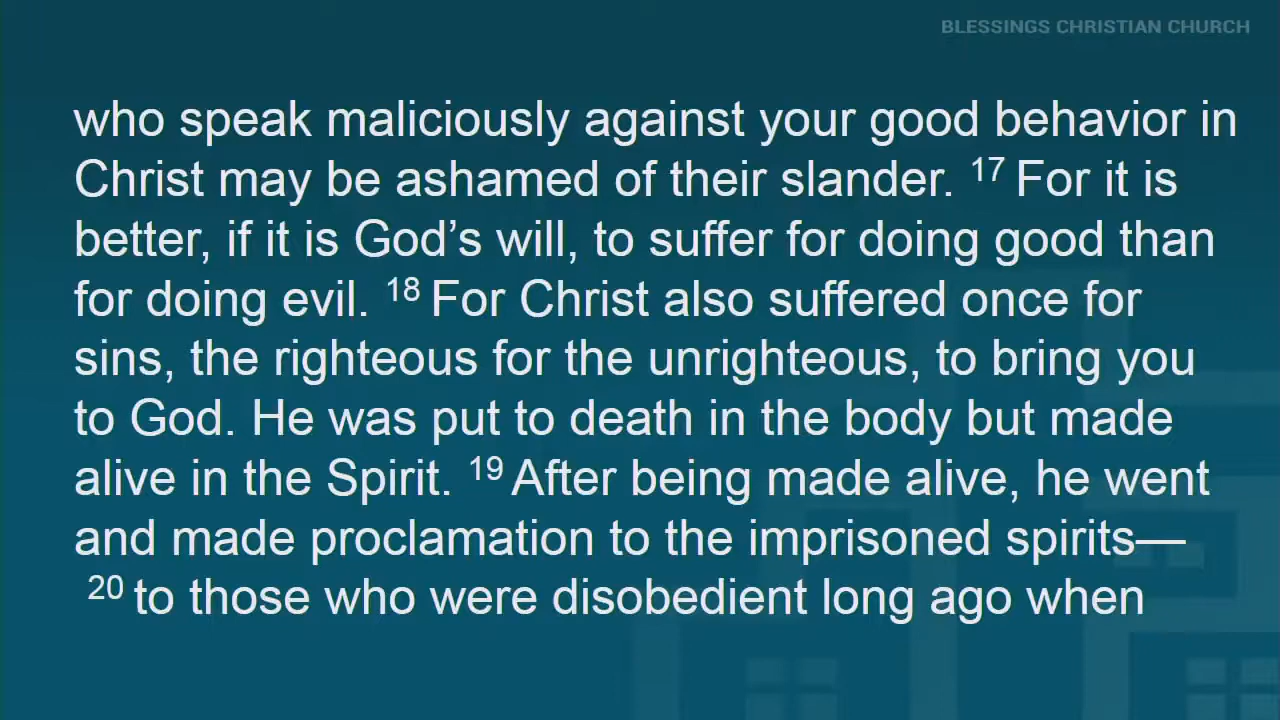 BLESSINGS CHRISTIAN CHURCH
who speak maliciously against your good behavior in
Christ may be ashamed of their slander. 17 For it is
better, if it is God’s will, to suffer for doing good than
for doing evil. 18 For Christ also suffered once for
sins, the righteous for the unrighteous, to bring you
to God. He was put to death in the body but made
alive in the Spirit. 19 After being made alive, he went
and made proclamation to the imprisoned spirits—
20 to those who were disobedient long ago when